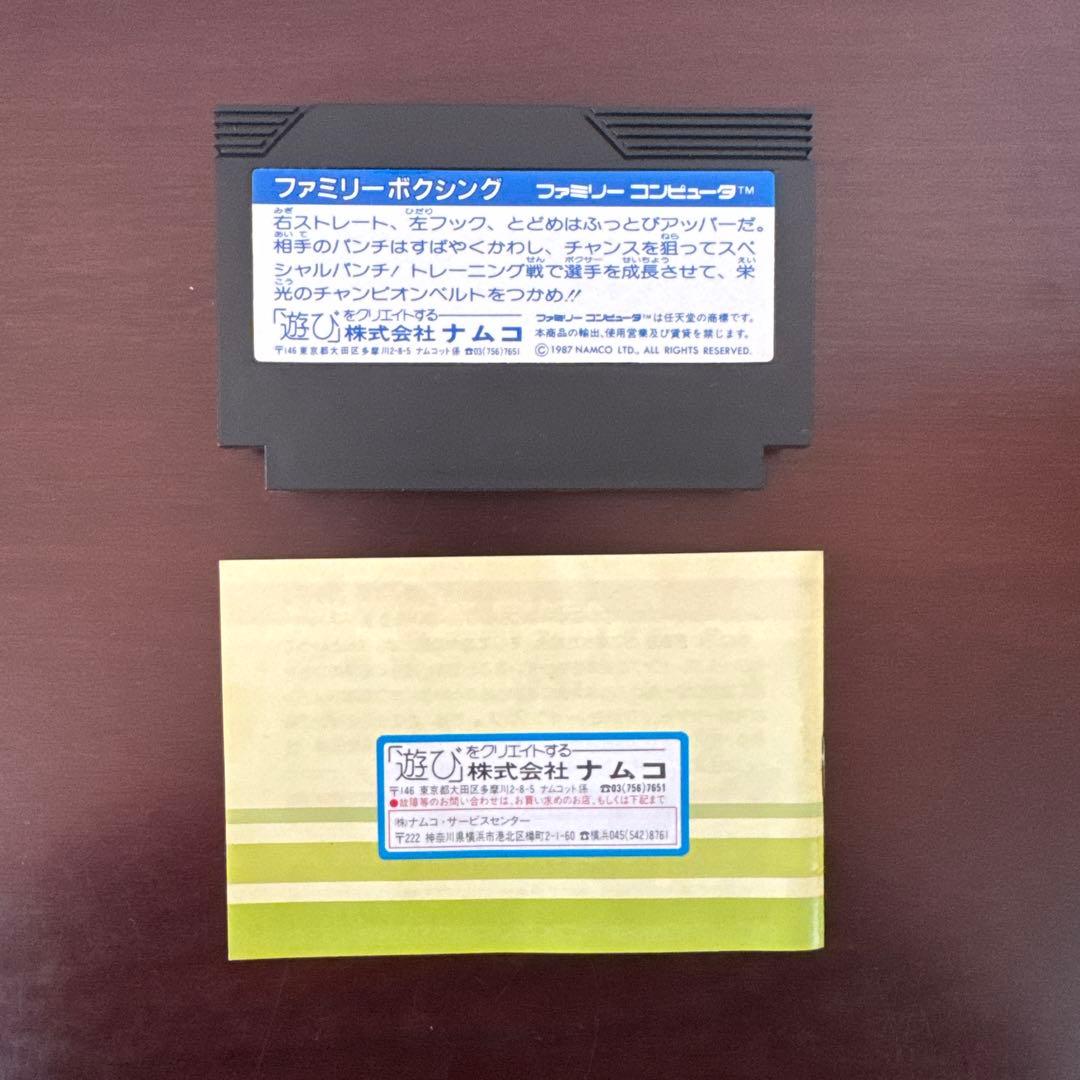 ファミリーボクシング ファミリー コンピュータ™
右ストレート、左フック、とどめはふっとびアッパーだ。
相手のパンチはすばやくかわし、チャンスを狙ってスペ
シャルパンチ! トレーニング戦で選手を成長させて、栄
光のチャンピオンベルトをつかめ!!
「遊び」をクリエイトする
株式会社 ナムコ
〒146 東京都大田区多摩川2-8-5 ナムコット係 ☎03(756)7651
ファミリー コンピュータ™は任天堂の商標です。
本商品の輸出、使用営業及び賃貸を禁じます。
©1987 NAMCO LTD., ALL RIGHTS RESERVED.
「遊び」をクリエイトする
株式会社 ナムコ
〒146 東京都大田区多摩川2-8-5 ナムコット係 ☎03(756)7651
●故障等のお問い合わせは、お買い求めのお店、もしくは下記まで
(株)ナムコ・サービスセンター
〒222 神奈川県横浜市港北区樽町2-1-60 ☎横浜045(542)8761